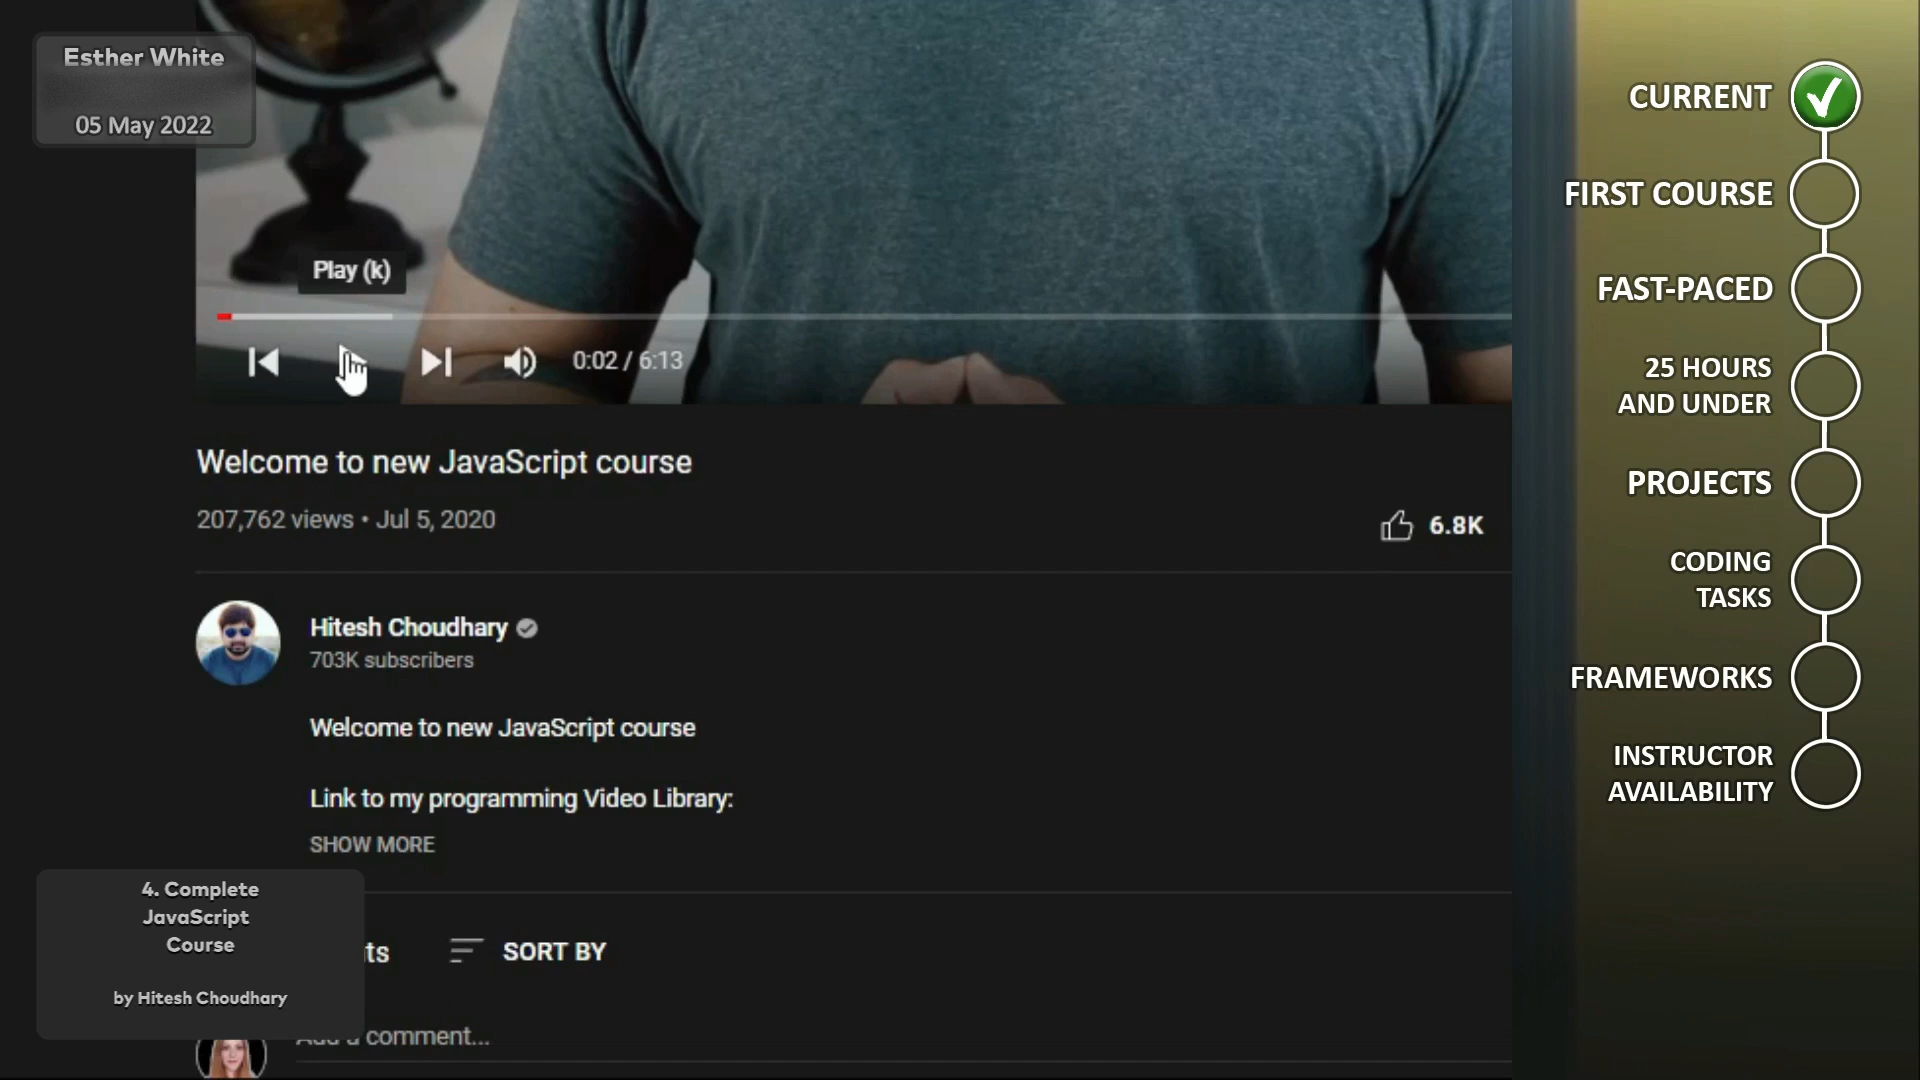 Esther White
05 May 2022
Play (k)
0:02 / 6:13
Welcome to new JavaScript course
207,762 views • Jul 5, 2020
6.8K
Hitesh Choudhary
703K subscribers
Welcome to new JavaScript course
Link to my programming Video Library:
SHOW MORE
4. Complete
JavaScript
Course
by Hitesh Choudhary
ts
SORT BY
Add a comment...
CURRENT
FIRST COURSE
FAST-PACED
25 HOURS
AND UNDER
PROJECTS
CODING
TASKS
FRAMEWORKS
INSTRUCTOR
AVAILABILITY